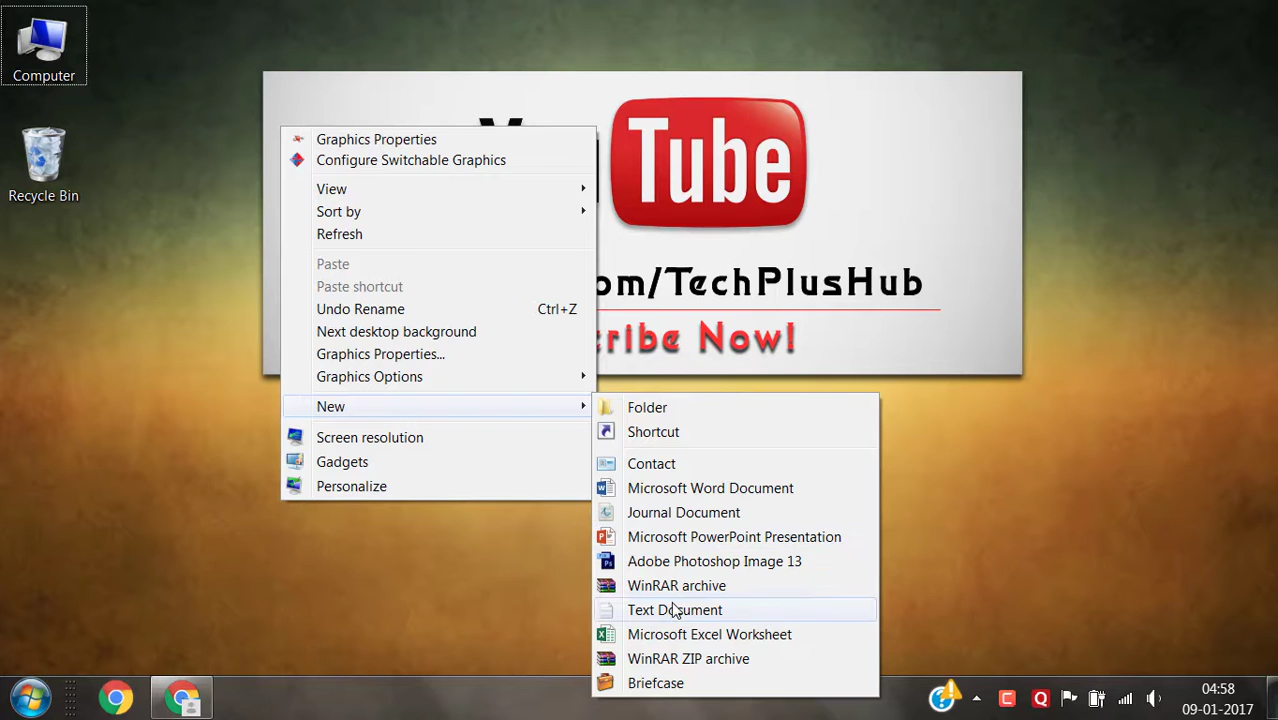 Computer
Recycle Bin
Tube
om/TechPlusHub
cribe Now!
Graphics Properties
Configure Switchable Graphics
View
Sort by
Refresh
Paste
Paste shortcut
Undo Rename Ctrl+Z
Next desktop background
Graphics Properties...
Graphics Options
New
Screen resolution
Gadgets
Personalize
Folder
Shortcut
Contact
Microsoft Word Document
Journal Document
Microsoft PowerPoint Presentation
Adobe Photoshop Image 13
WinRAR archive
Text Document
Microsoft Excel Worksheet
WinRAR ZIP archive
Briefcase
04:58
09-01-2017